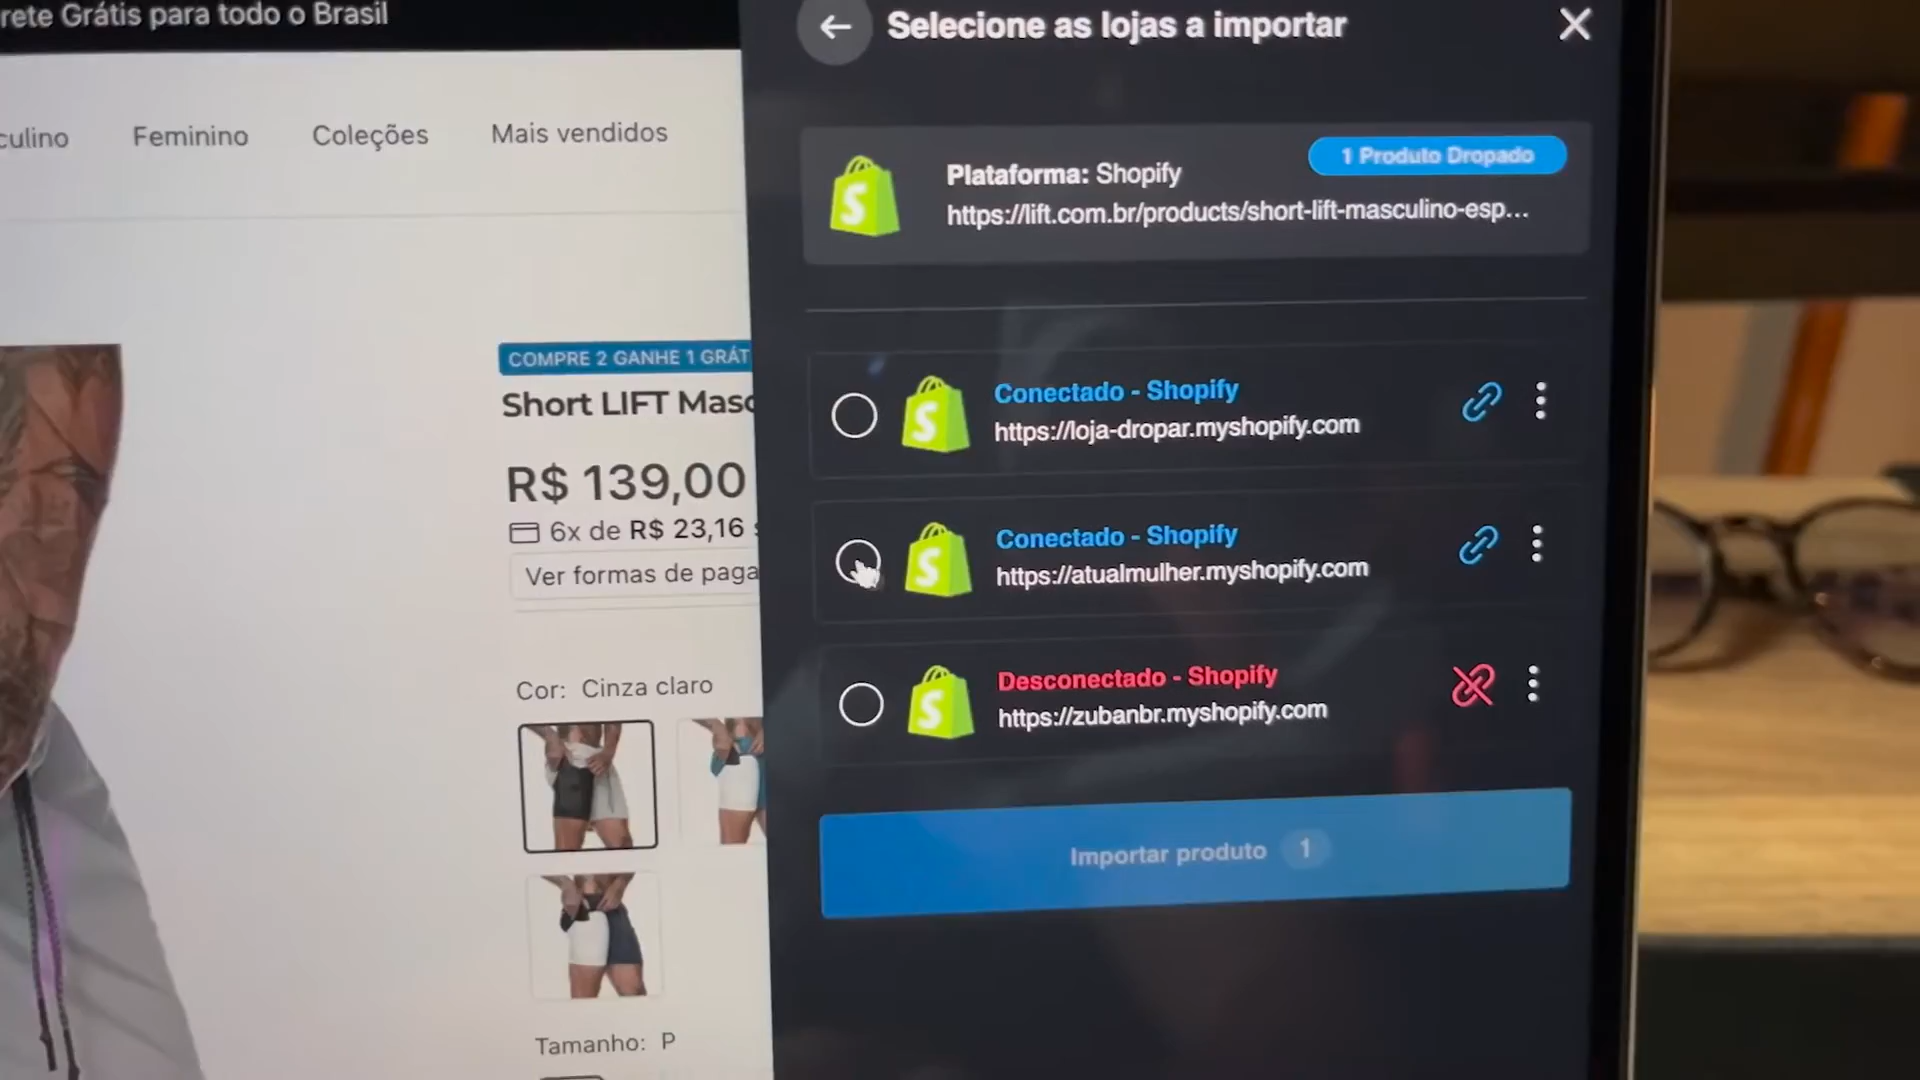 rete Grátis para todo o Brasil
culino
Feminino
Coleções
Mais vendidos
COMPRE 2 GANHE 1 GRÁT
Short LIFT Masc
R$ 139,00
6x de R$ 23,16
Ver formas de paga
Cor: Cinza claro
Tamanho: P
Selecione as lojas a importar
1 Produto Dropado
Plataforma: Shopify
https://lift.com.br/products/short-lift-masculino-esp...
Conectado - Shopify
https://loja-dropar.myshopify.com
Conectado - Shopify
https://atualmulher.myshopify.com
Desconectado - Shopify
https://zubanbr.myshopify.com
Importar produto 1